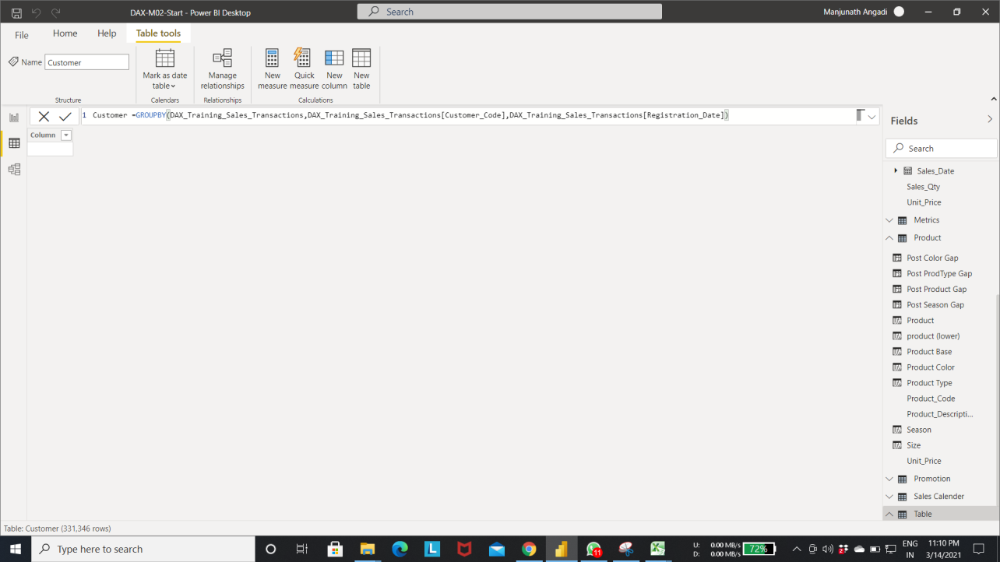 DAX-M02-Start - Power BI Desktop
Search
Manjunath Angadi
File
Home
Help
Table tools
Name
Customer
Mark as date
table
Manage
relationships
New
measure
Quick
measure
New
column
New
table
Structure
Calendars
Relationships
Calculations
1 Customer =GROUPBY(DAX_Training_Sales_Transactions,DAX_Training_Sales_Transactions[Customer_Code],DAX_Training_Sales_Transactions[Registration_Date])
Column
Fields
Search
Sales_Date
Sales_Qty
Unit_Price
Metrics
Product
Post Color Gap
Post ProdType Gap
Post Product Gap
Post Season Gap
Product
product (lower)
Product Base
Product Color
Product Type
Product_Code
Product_Descripti...
Season
Size
Unit_Price
Promotion
Sales Calender
Table
Table: Customer (331,346 rows)
Type here to search
L
11
U: 0.00 MB/s
D: 0.00 MB/s
72%
2
ENG
IN
11:10 PM
3/14/2021